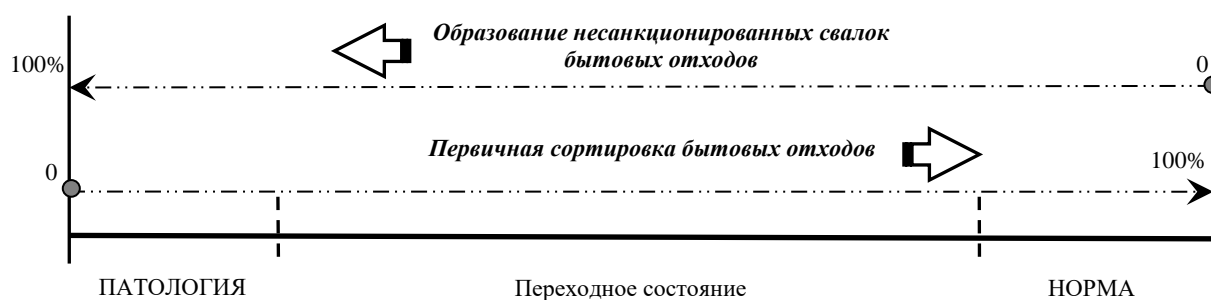 Образование несанкционированных свалок
бытовых отходов
100%
0
Первичная сортировка бытовых отходов
0
100%
ПАТОЛОГИЯ
Переходное состояние
НОРМА